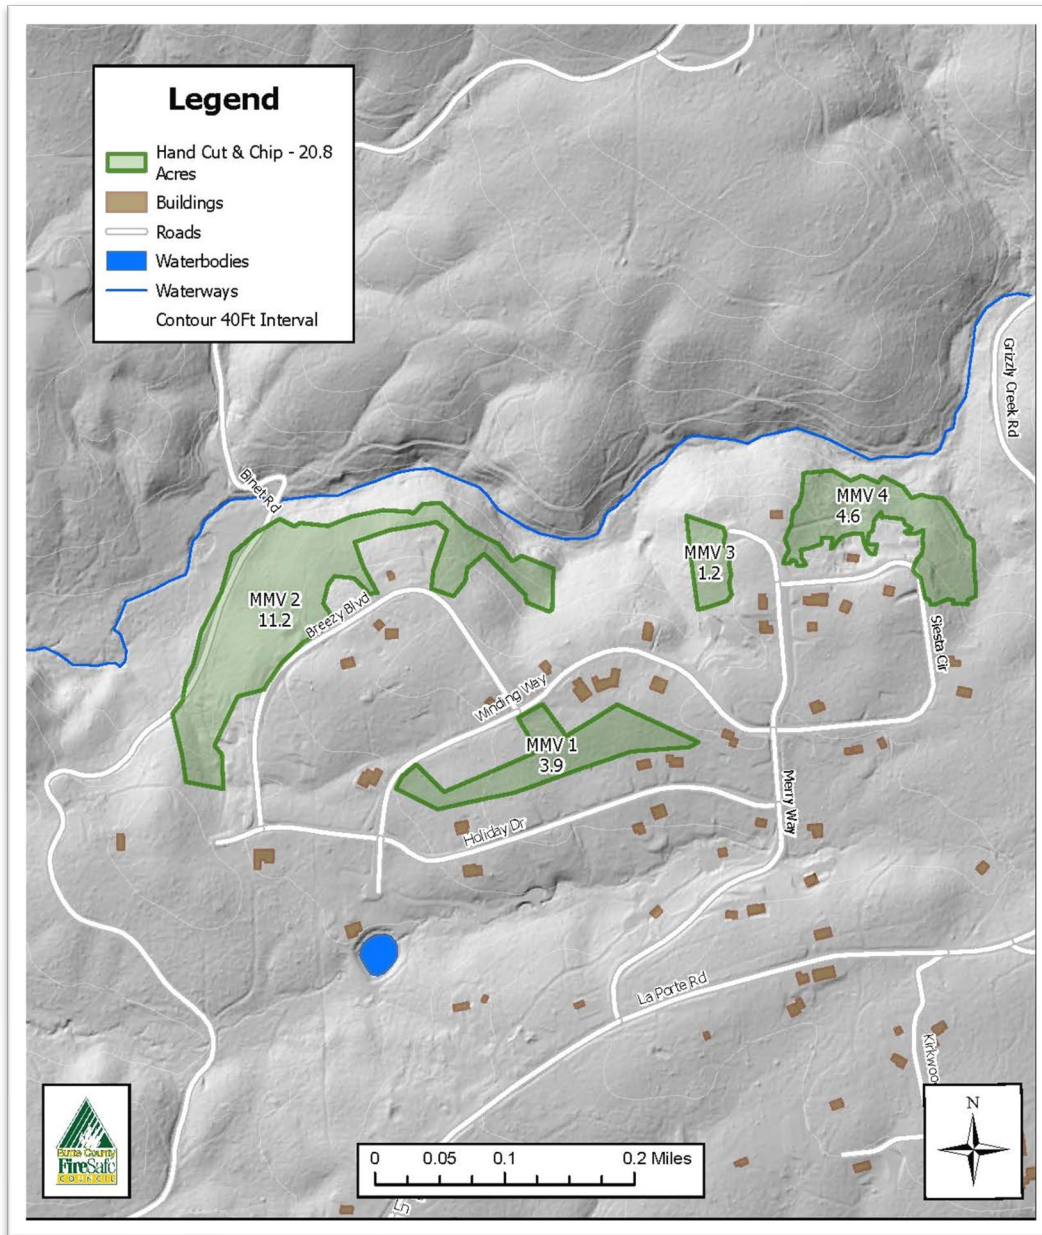 Legend
Hand Cut & Chip - 20.8
Acres
Buildings
Roads
Waterbodies
Waterways
Contour 40Ft Interval
Grizzly Creek Rd
Binet Rd
MMV 4
4.6
MMV 3
1.2
MMV 2
11.2
Breezy Blvd
Siesta Cir
Winding Way
MMV 1
3.9
Merry Way
Holiday Dr
La Porte Rd
Kirkwoo
N
Butte County
FireSafe
COUNCIL
0 0.05 0.1 0.2 Miles